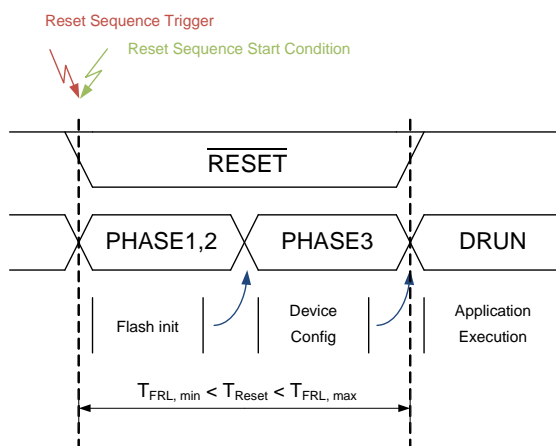 Reset Sequence Trigger
Reset Sequence Start Condition
RESET
PHASE1,2
PHASE3
DRUN
Flash init
Device
Config
Application
Execution
TFRL, min < TReset < TFRL, max